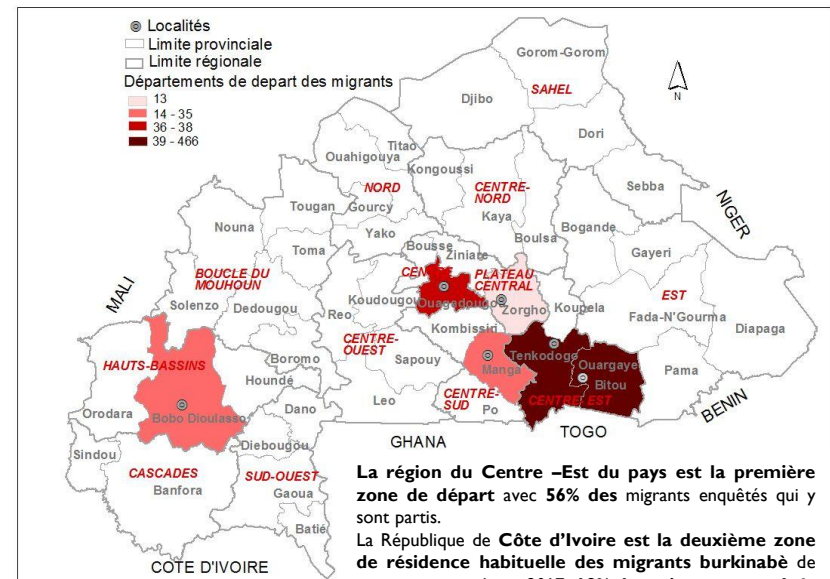 Localités
Limite provinciale
Limite régionale
Départements de depart des migrants
13
14 - 35
36 - 38
39 - 466
N
Gorom-Gorom
SAHEL
Djibo
Dori
Titao
Ouahigouya
Kongoussi
NORD
Gourcy
CENTRE-
NORD
Kaya
Sebba
NIGER
Tougan
Nouna
Yako
Bogande
Boulsa
Toma
Bousse
Ziniare
Gayeri
BOUCLE DU
MOUHOUN
CEN
PLATEAU
CENTRAL
MALI
Solenzo
Dedougou
Koudougou
Ouagadougou
Zorgho
Koupela
EST
Reo
Fada-N'Gourma
Diapaga
Kombissiri
CENTRE-
OUEST
Tenkodogo
Boromo
Sapouy
Manga
Ouargaye
Pama
HAUTS-BASSINS
Houndé
Bitou
Leo
CENTRE-
SUD
CENTRE EST
BENIN
Orodara
Bobo Dioulasso
Dano
Po
Diebougou
GHANA
TOGO
Sindou
CASCADES
SUD-OUEST
Banfora
Gaoua
Batié
COTE D'IVOIRE
La région du Centre –Est du pays est la première
zone de départ avec 56% des migrants enquêtés qui y
sont partis.
La République de Côte d'Ivoire est la deuxième zone
de résidence habituelle des migrants burkinabè de